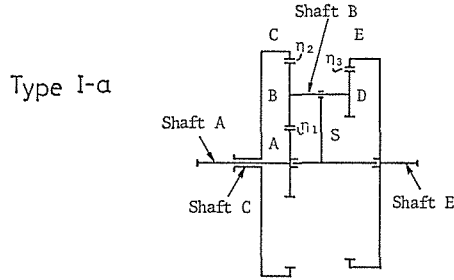 Type I-a
Shaft B
C
E
η2
η3
B
D
η1
Shaft A
A
S
Shaft C
Shaft E